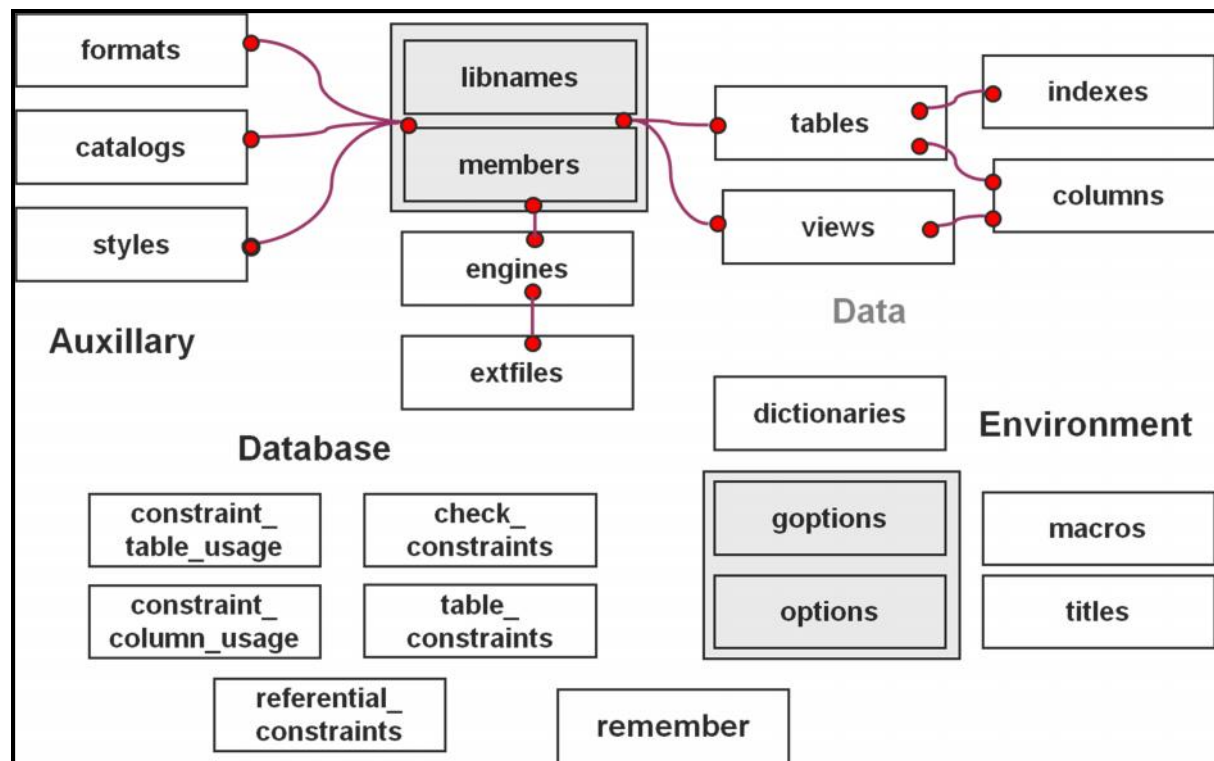 formats
libnames
indexes
tables
catalogs
members
columns
styles
views
engines
Data
Auxillary
extfiles
dictionaries
Environment
Database
constraint_
table_usage
check_
constraints
goptions
macros
constraint_
column_usage
table_
constraints
options
titles
referential_
constraints
remember